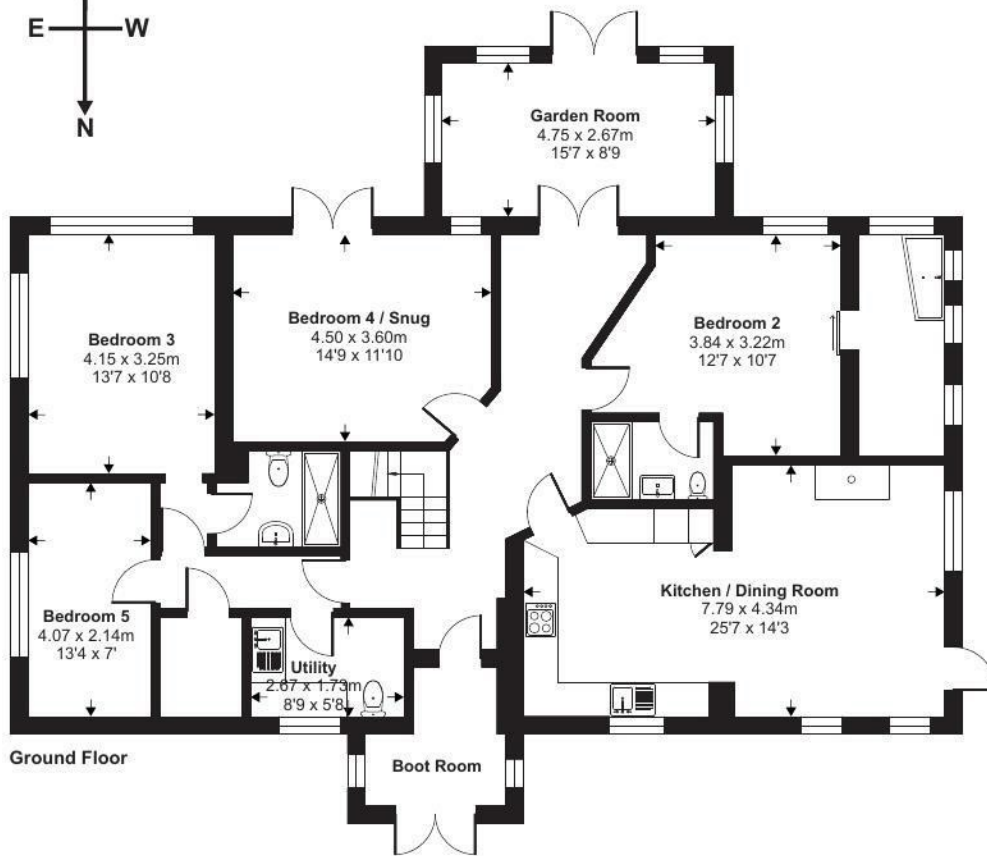 E W
N
Garden Room
4.75 x 2.67m
15'7 x 8'9
Bedroom 3
4.15 x 3.25m
13'7 x 10'8
Bedroom 4 / Snug
4.50 x 3.60m
14'9 x 11'10
Bedroom 2
3.84 x 3.22m
12'7 x 10'7
Bedroom 5
4.07 x 2.14m
13'4 x 7'
Utility
2.67 x 1.73m
8'9 x 5'8
Kitchen / Dining Room
7.79 x 4.34m
25'7 x 14'3
Ground Floor
Boot Room